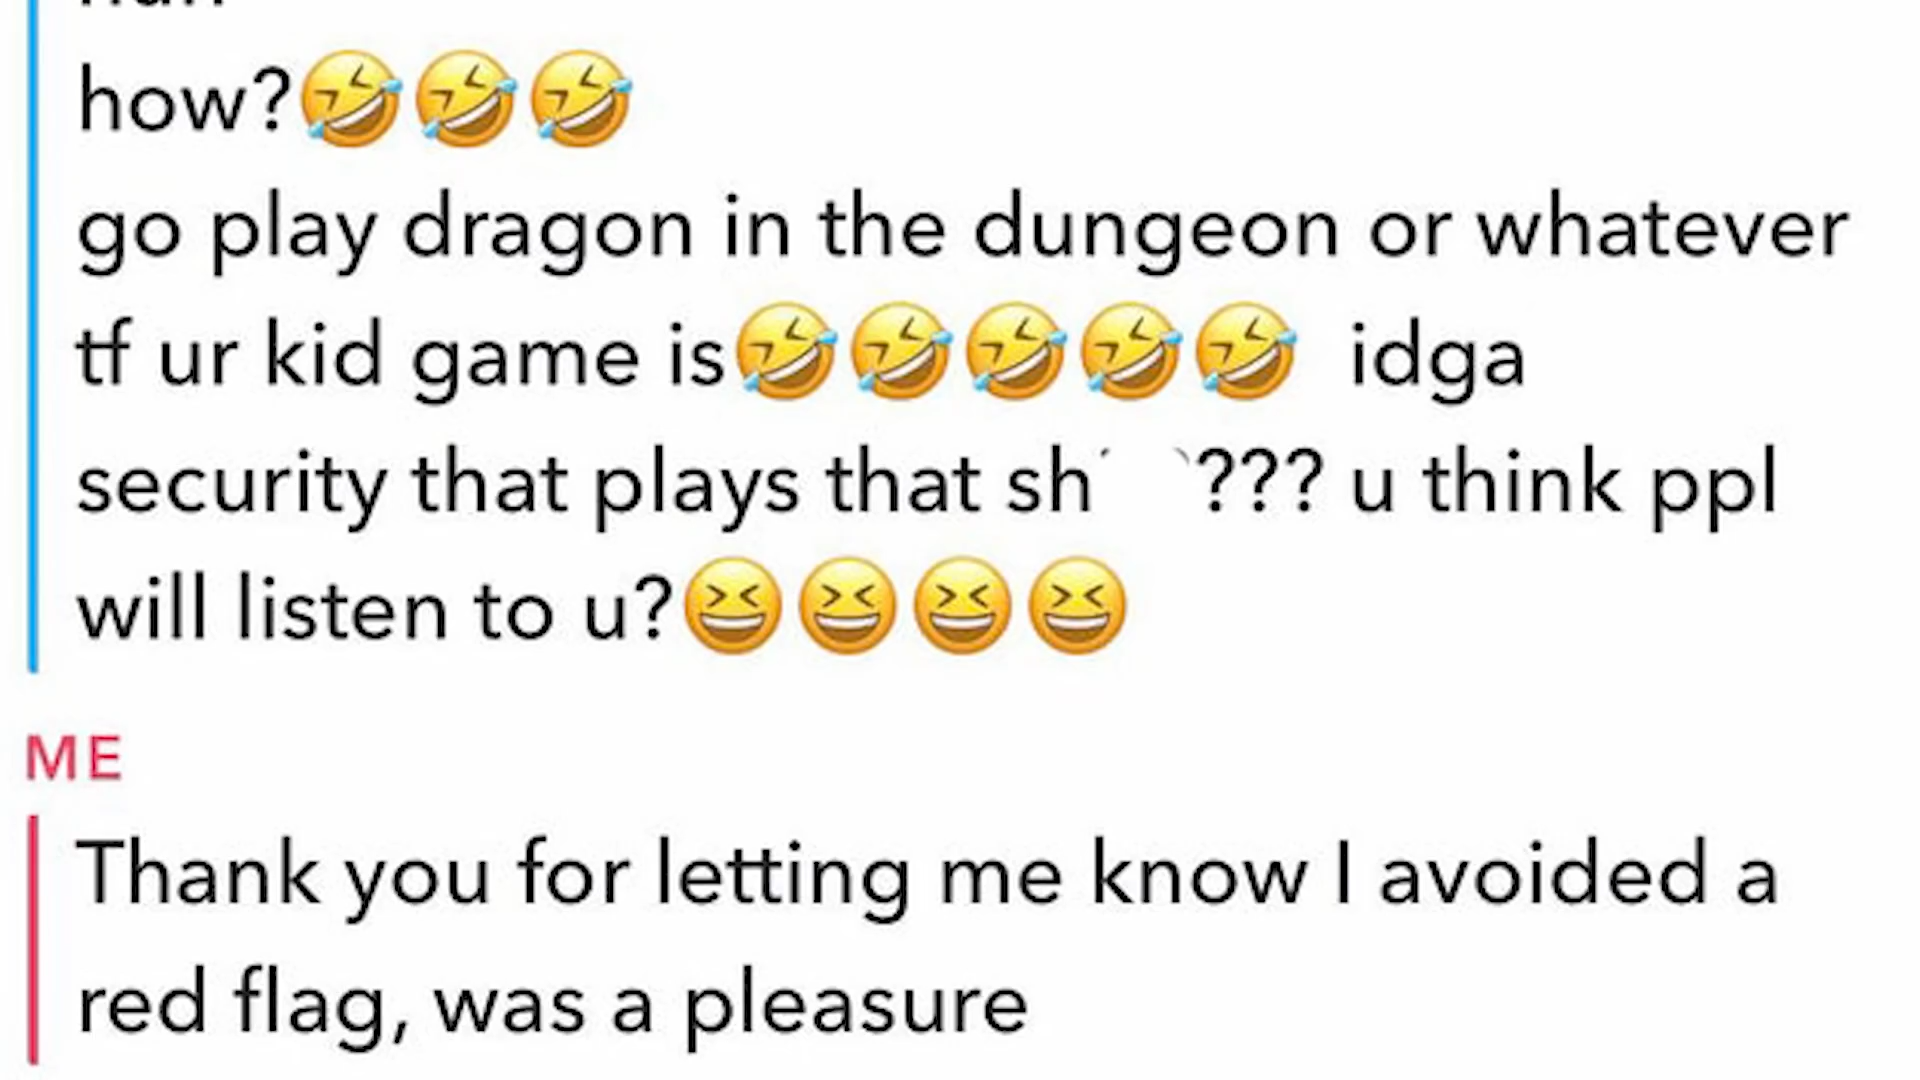 how?🤣🤣🤣
go play dragon in the dungeon or whatever
tf ur kid game is🤣🤣🤣🤣🤣 idga
security that plays that sh ??? u think ppl
will listen to u?😆😆😆😆
ME
Thank you for letting me know I avoided a
red flag, was a pleasure